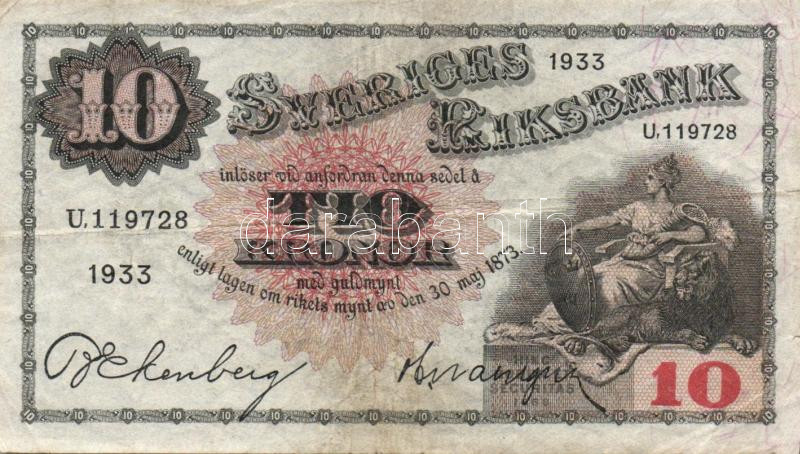 10
SVERIGES
RIKSBANK
1933
U,119728
inlöser vid anfordran denna sedel å
TIO
KRONOR
med guldmynt
enligt lagen om rikets mynt av den 30 maj 1873.
U.119728
1933
10
darabanth